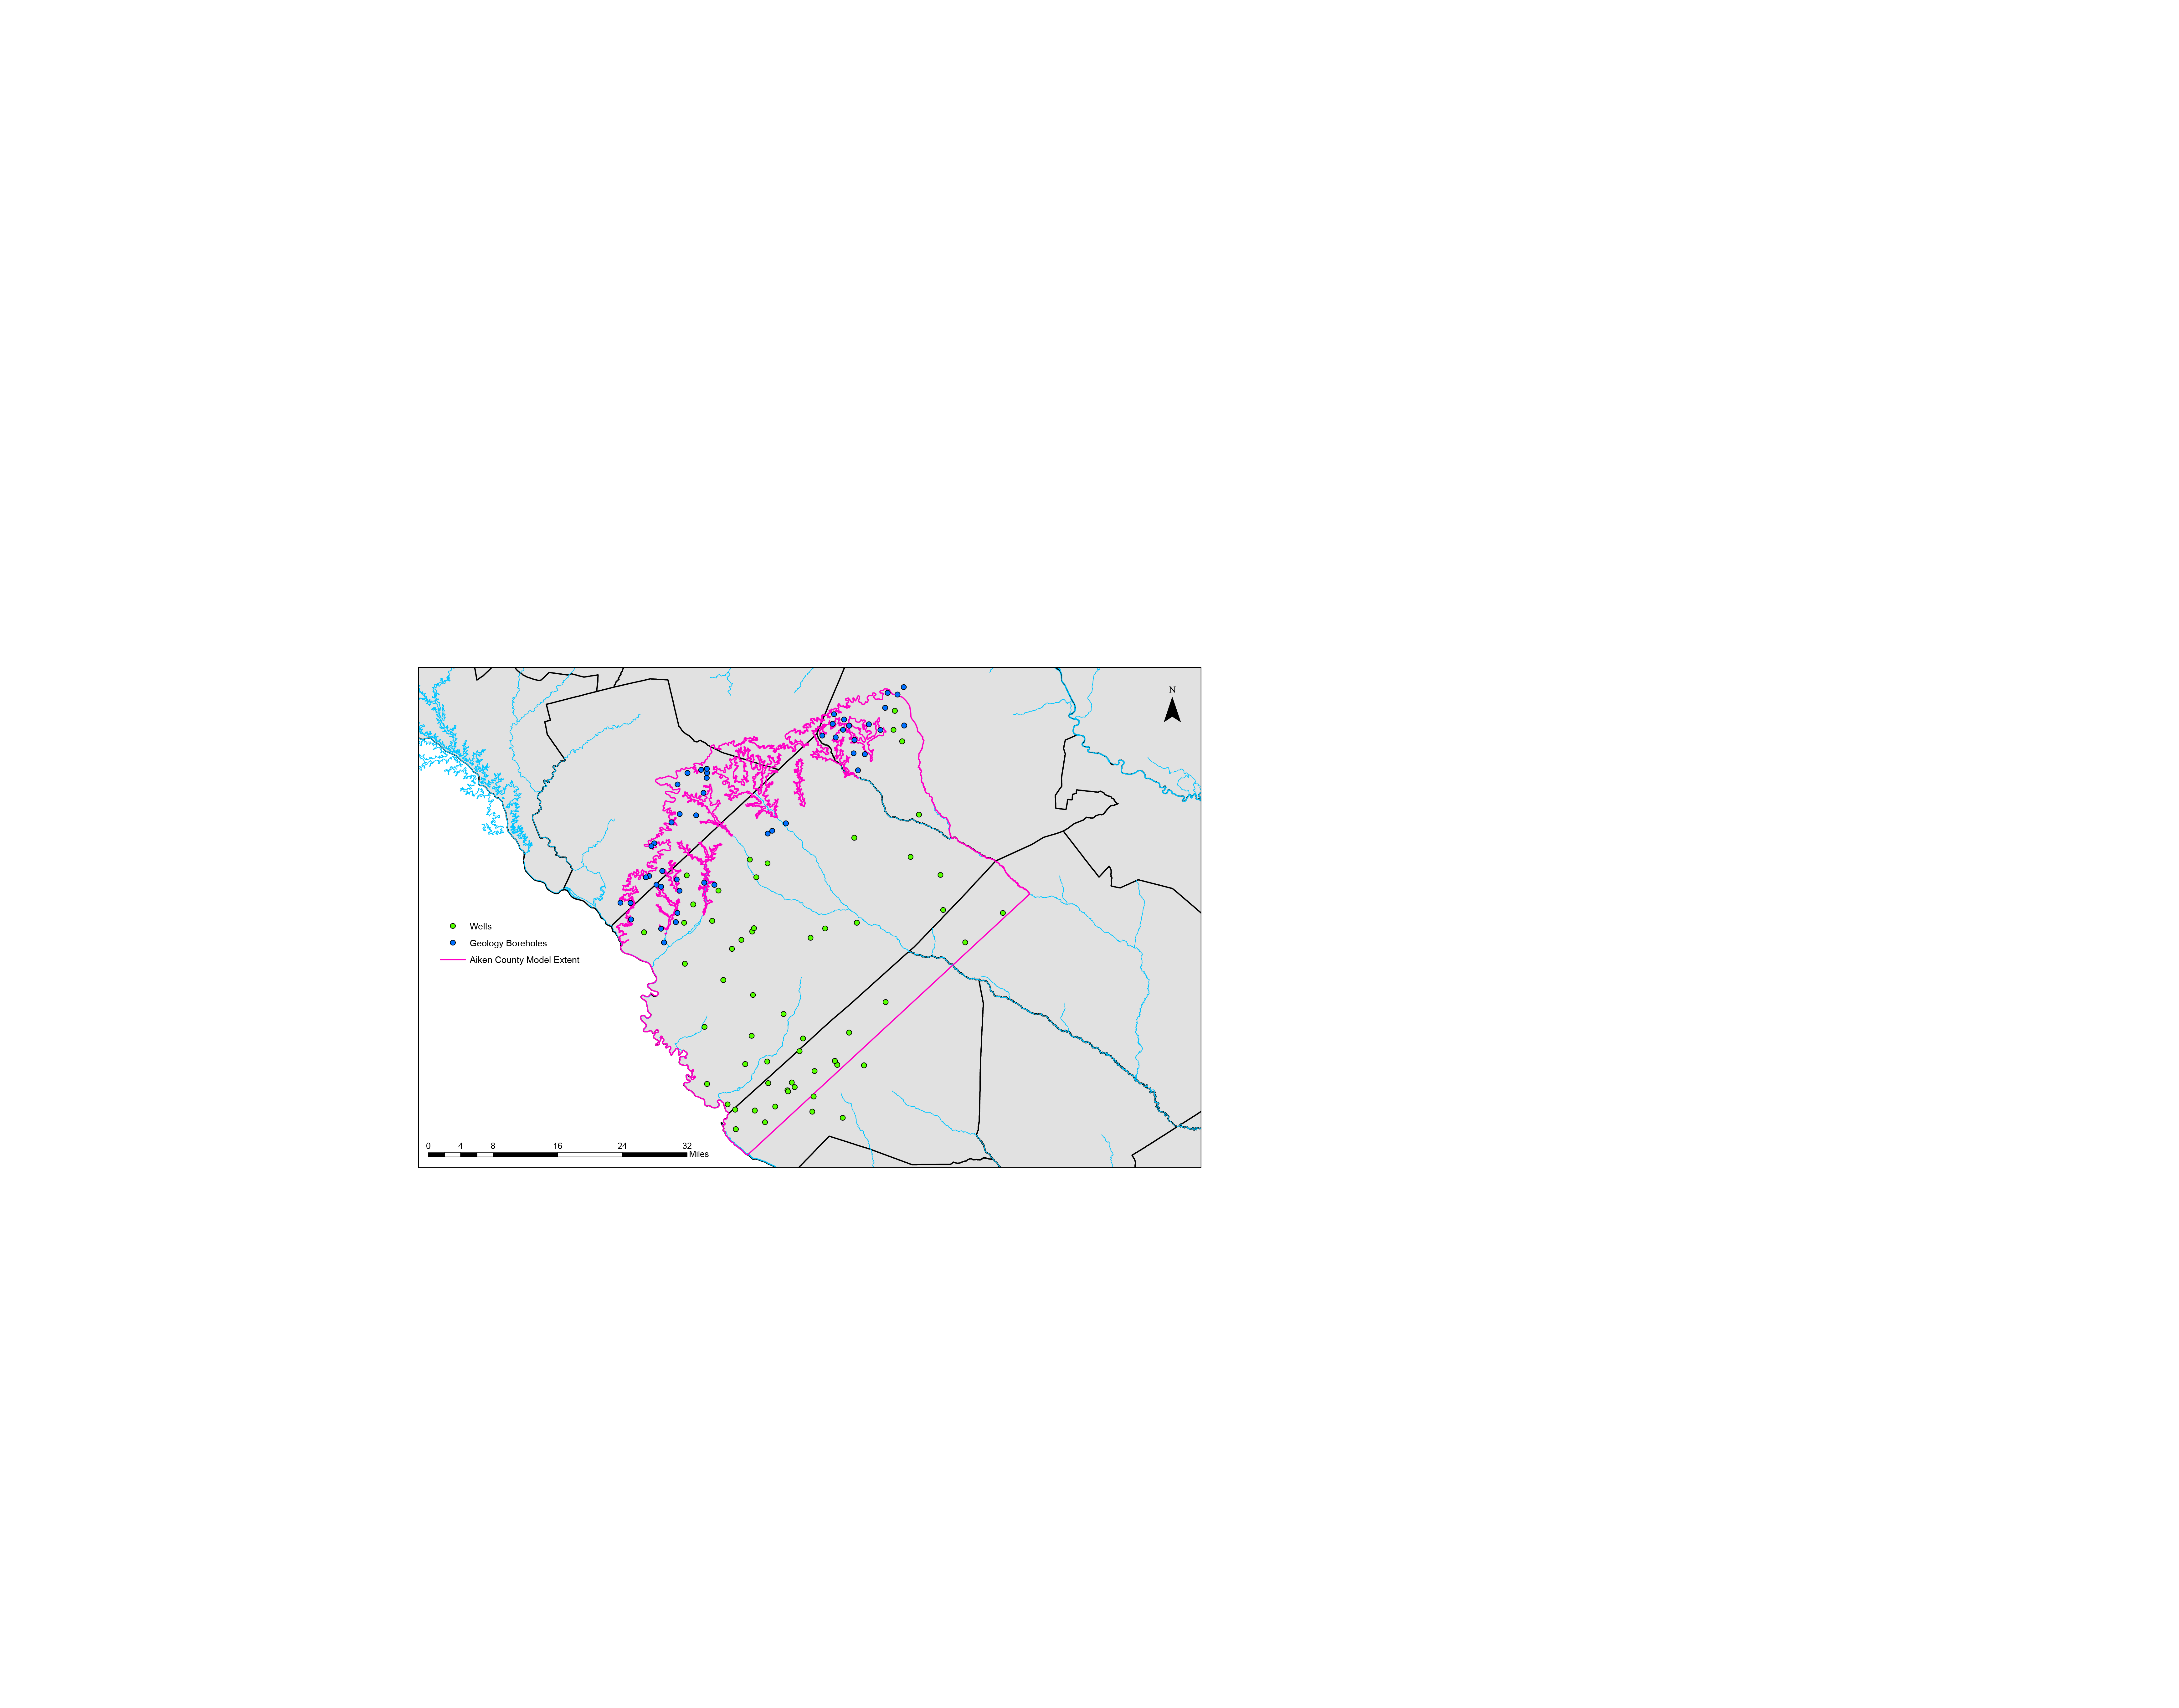 N
Wells
Geology Boreholes
Aiken County Model Extent
0 4 8 16 24 32
Miles